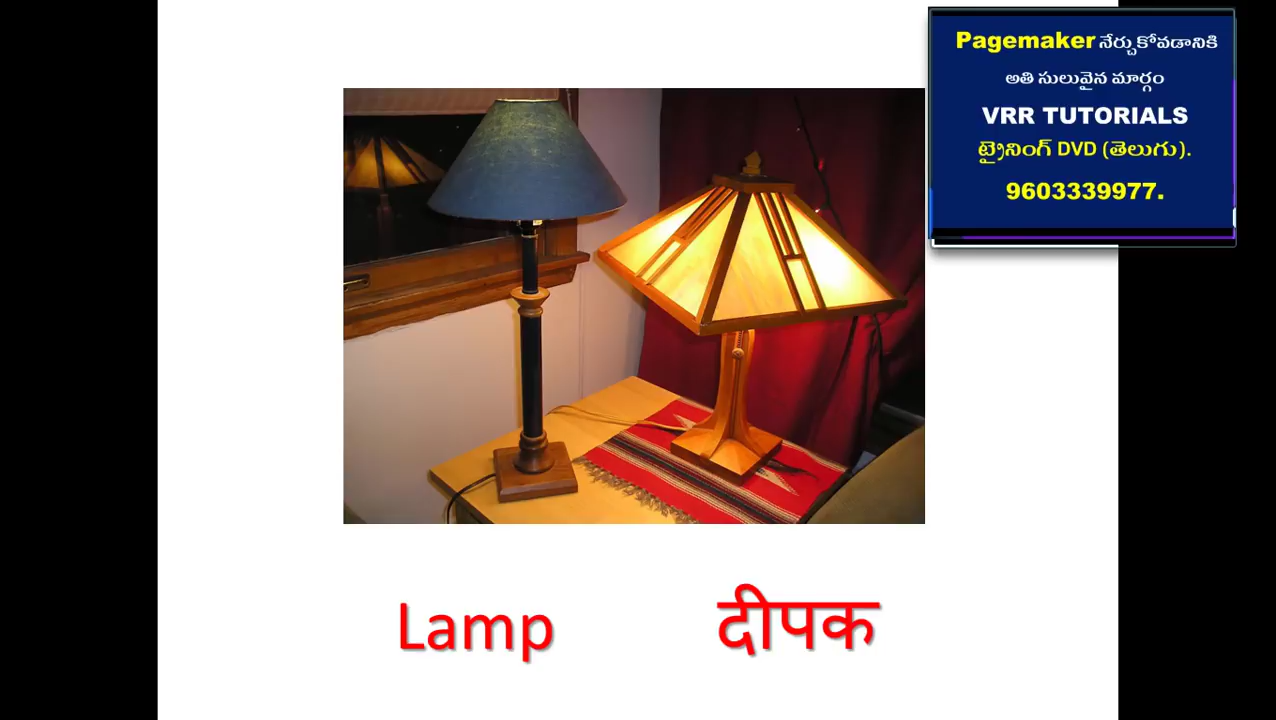 Pagemaker నేర్చుకోవడానికి
అతి సులువైన మార్గం
VRR TUTORIALS
ట్రైనింగ్ DVD (తెలుగు).
9603339977.
Lamp दीपक